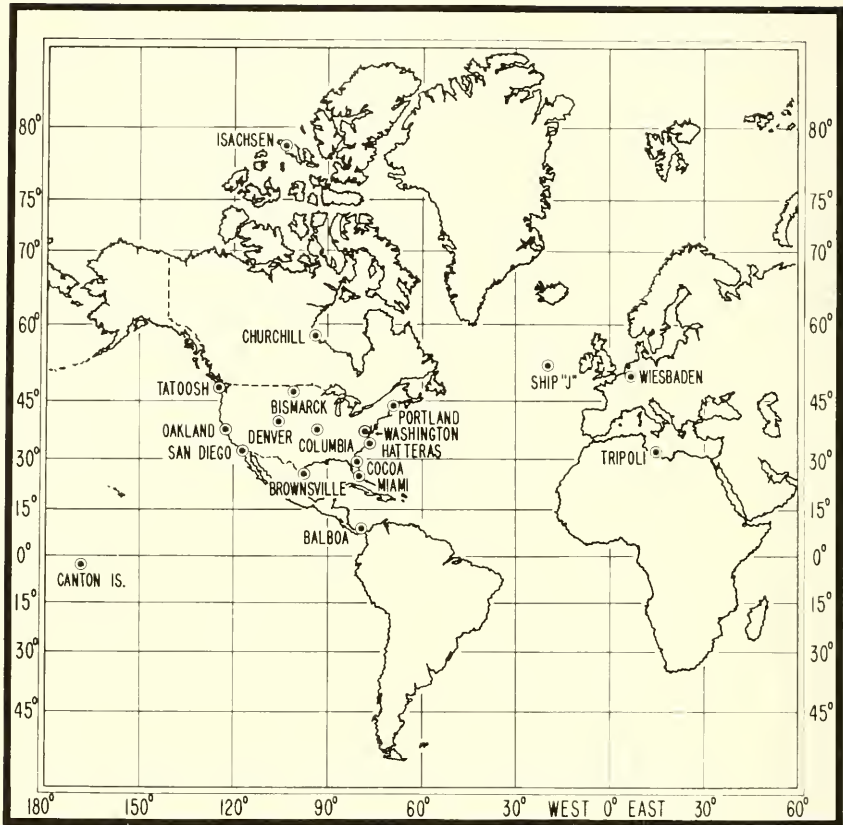 80° 80°
ISACHSEN
75° 75°
70° 70°
60° 60°
CHURCHILL
SHIP "J" WIESBADEN
TATOOSH
45° 45°
BISMARCK
PORTLAND
OAKLAND DENVER COLUMBIA WASHINGTON
SAN DIEGO HATTERAS
TRIPOLI
30° 30°
COCOA
BROWNSVILLE MIAMI
15° 15°
BALBOA
0° 0°
CANTON IS.
15° 15°
30° 30°
45° 45°
180° 150° 120° 90° 60° 30° WEST 0° EAST 30° 60°